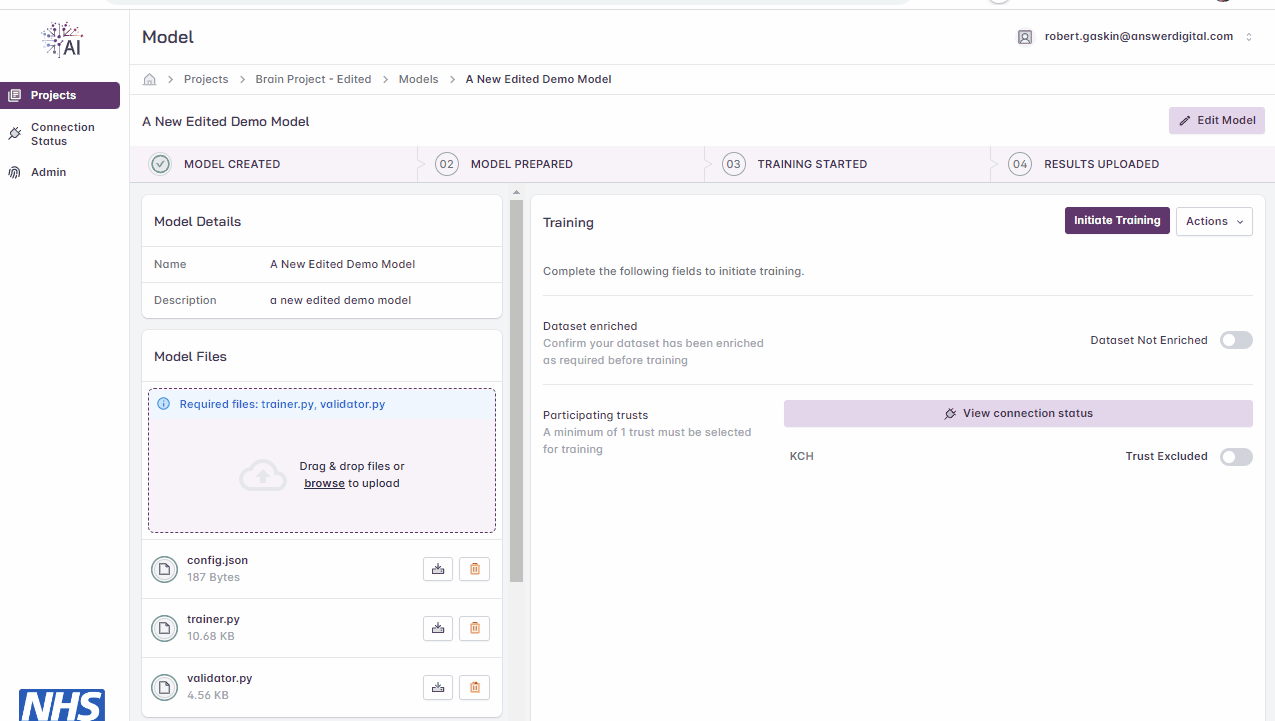 AI
Model
robert.gaskin@answerdigital.com
Projects
Connection
Status
Admin
Projects
Brain Project - Edited
Models
A New Edited Demo Model
A New Edited Demo Model
Edit Model
MODEL CREATED
02 MODEL PREPARED
03 TRAINING STARTED
04 RESULTS UPLOADED
Model Details
Name A New Edited Demo Model
Description a new edited demo model
Model Files
Required files: trainer.py, validator.py
Drag & drop files or
browse to upload
config.json
187 Bytes
trainer.py
10.68 KB
validator.py
4.56 KB
Training
Initiate Training
Actions
Complete the following fields to initiate training.
Dataset enriched
Confirm your dataset has been enriched
as required before training
Dataset Not Enriched
Participating trusts
A minimum of 1 trust must be selected
for training
View connection status
KCH
Trust Excluded
NHS